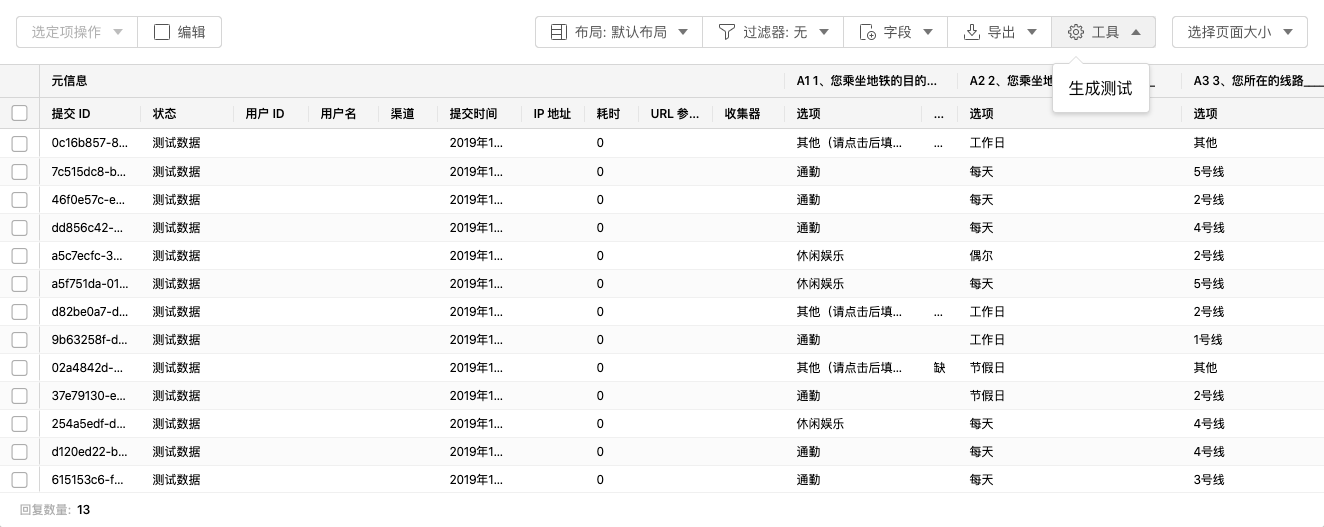 选定项操作 编辑 布局: 默认布局 过滤器: 无 字段 导出 工具 选择页面大小
生成测试
元信息 A1 1、您乘坐地铁的目的... A2 2、您乘坐地 A3 3、您所在的线路____
提交 ID 状态 用户 ID 用户名 渠道 提交时间 IP 地址 耗时 URL 参... 收集器 选项 ... 选项 选项
0c16b857-8... 测试数据 2019年1... 0 其他（请点击后填... ... 工作日 其他
7c515dc8-b... 测试数据 2019年1... 0 通勤 每天 5号线
46f0e57c-e... 测试数据 2019年1... 0 通勤 每天 2号线
dd856c42-... 测试数据 2019年1... 0 通勤 每天 4号线
a5c7ecfc-3... 测试数据 2019年1... 0 休闲娱乐 偶尔 2号线
a5f751da-01... 测试数据 2019年1... 0 休闲娱乐 每天 5号线
d82be0a7-d... 测试数据 2019年1... 0 其他（请点击后填... ... 工作日 2号线
9b63258f-d... 测试数据 2019年1... 0 通勤 工作日 1号线
02a4842d-... 测试数据 2019年1... 0 其他（请点击后填... 缺 节假日 其他
37e79130-e... 测试数据 2019年1... 0 通勤 节假日 2号线
254a5edf-d... 测试数据 2019年1... 0 休闲娱乐 每天 4号线
d120ed22-b... 测试数据 2019年1... 0 通勤 每天 4号线
615153c6-f... 测试数据 2019年1... 0 通勤 每天 3号线
回复数量: 13